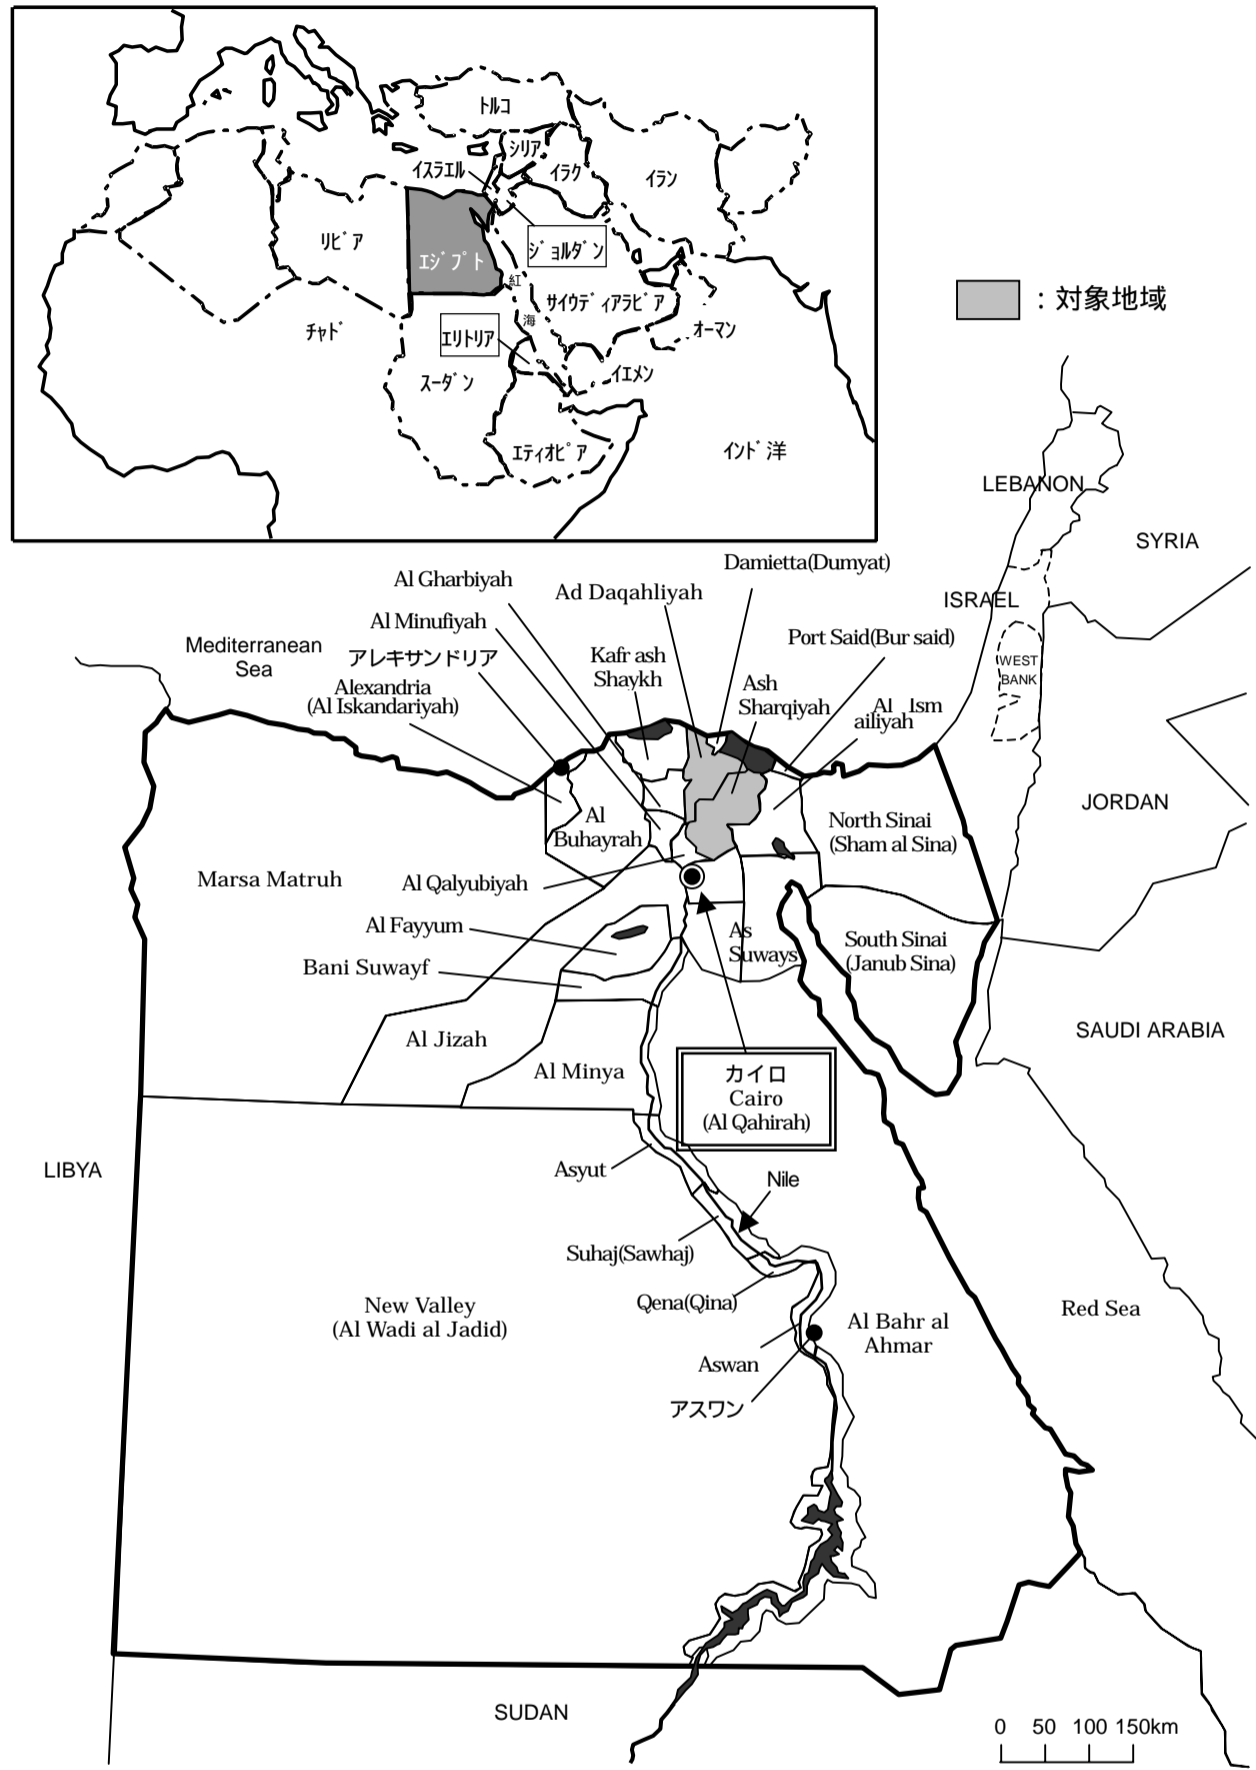 トルコ
シリア
イスラエル
イラク
イラン
リビア
エジプト
ジョルダン
紅
海
サイウディアラビア
チャド
エリトリア
オーマン
スーダン
イエメン
エティオピア
インド洋
：対象地域
LEBANON
SYRIA
Damietta(Dumyat)
Al Gharbiyah
Ad Daqahliyah
ISRAEL
Al Minufiyah
Port Said(Bur said)
Mediterranean
Sea
アレキサンドリア
Kafr ash
Shaykh
WEST
BANK
Alexandria
(Al Iskandariyah)
Ash
Sharqiyah
Al Ism
ailiyah
JORDAN
Al
Buhayrah
North Sinai
(Sham al Sina)
Marsa Matruh
Al Qalyubiyah
Al Fayyum
As
Suways
South Sinai
(Janub Sina)
Bani Suwayf
SAUDI ARABIA
Al Jizah
Al Minya
カイロ
Cairo
(Al Qahirah)
LIBYA
Asyut
Nile
Suhaj(Sawhaj)
Qena(Qina)
New Valley
(Al Wadi al Jadid)
Red Sea
Al Bahr al
Ahmar
Aswan
アスワン
SUDAN
0 50 100 150km